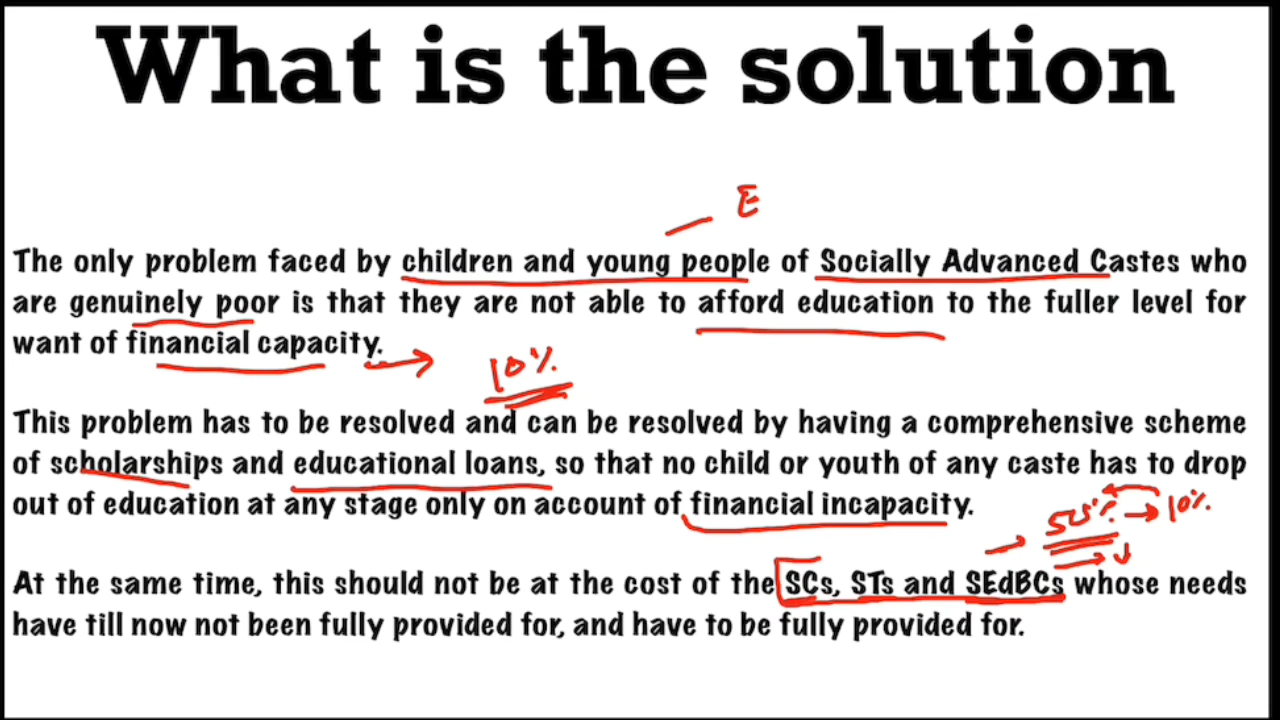 What is the solution
E
The only problem faced by children and young people of Socially Advanced Castes who
are genuinely poor is that they are not able to afford education to the fuller level for
want of financial capacity.
10%
This problem has to be resolved and can be resolved by having a comprehensive scheme
of scholarships and educational loans, so that no child or youth of any caste has to drop
out of education at any stage only on account of financial incapacity.
10%
At the same time, this should not be at the cost of the SCs, STs and SEdBCs whose needs
have till now not been fully provided for, and have to be fully provided for.